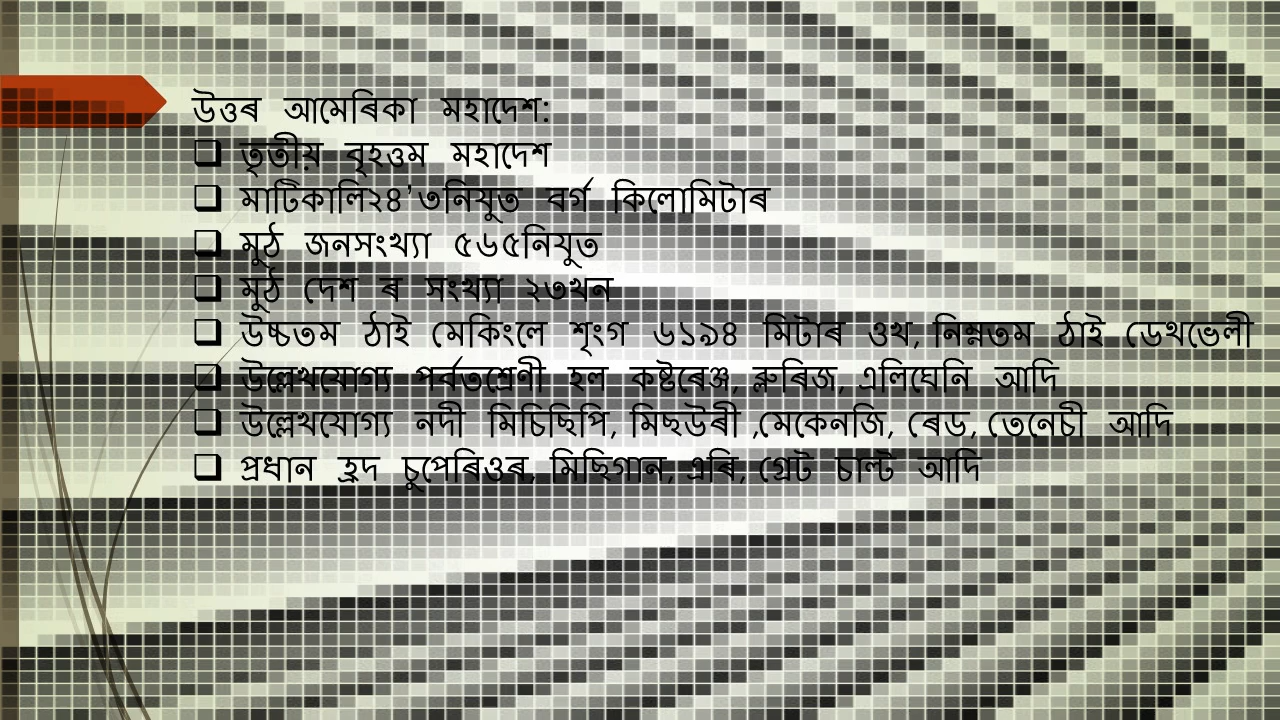 উত্তৰ আমেৰিকা মহাদেশ:
❑ তৃতীয় বৃহত্তম মহাদেশ
❑ মাটিকালি২৪'৩নিযুত বৰ্গ কিলোমিটাৰ
❑ মুঠ জনসংখ্যা ৫৬৫নিযুত
❑ মুঠ দেশ ৰ সংখ্যা ২৩খন
❑ উচ্চতম ঠাই মেকিংলে শৃংগ ৬১৯৪ মিটাৰ ওখ, নিম্নতম ঠাই ডেথভেলী
❑ উল্লেখযোগ্য পৰ্বতশ্ৰেণী হল কষ্টৰেঞ্জ, ব্লুৰিজ, এলিঘেনি আদি
❑ উল্লেখযোগ্য নদী মিচিছিপি, মিছউৰী ,মেকেনজি, ৰেড, তেনেচী আদি
❑ প্ৰধান হ্ৰদ চুপেৰিওৰ, মিছিগান, এৰি, গ্ৰেট চাল্ট আদি